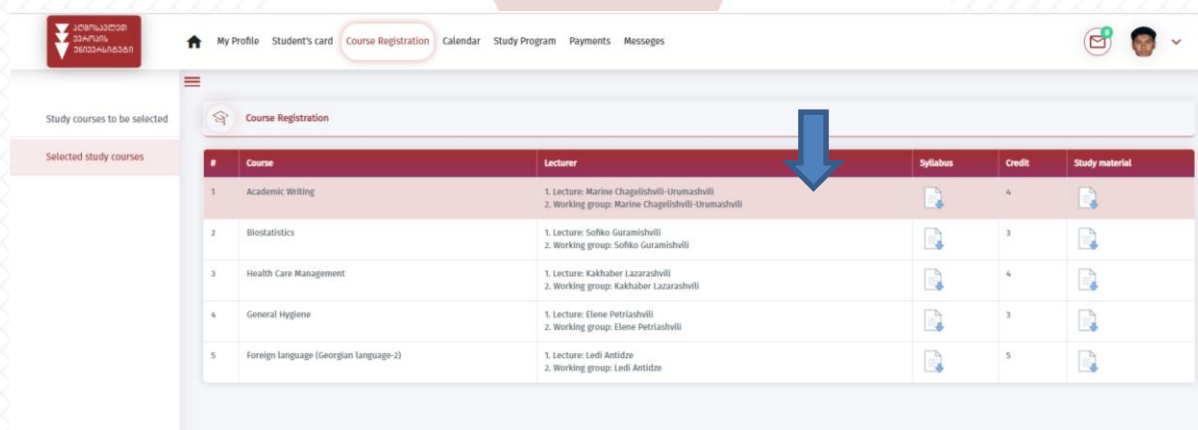 აღმოსავლეთ
ევროპის
უნივერსიტეტი
My Profile Student's card Course Registration Calendar Study Program Payments Messeges
0
Study courses to be selected
Selected study courses
Course Registration
# Course Lecturer Syllabus Credit Study material
1 Academic Writing 1. Lecture: Marine Chagelishvili-Urumashvili 4
2. Working group: Marine Chagelishvili-Urumashvili
2 Biostatistics 1. Lecture: Sofiko Guramishvili 3
2. Working group: Sofiko Guramishvili
3 Health Care Management 1. Lecture: Kakhaber Lazarashvili 4
2. Working group: Kakhaber Lazarashvili
4 General Hygiene 1. Lecture: Elene Petriashvili 3
2. Working group: Elene Petriashvili
5 Foreign language (Georgian language-2) 1. Lecture: Ledi Antidze 5
2. Working group: Ledi Antidze